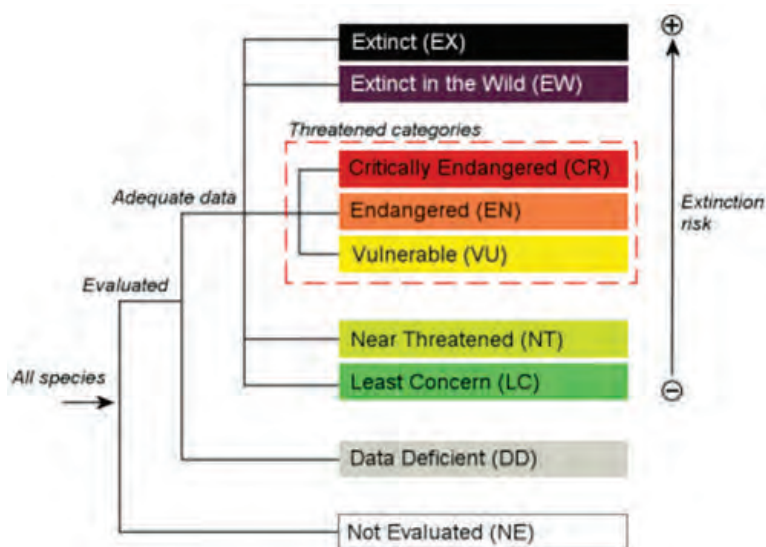 Extinct (EX)
Extinct in the Wild (EW)
Threatened categories
Critically Endangered (CR)
Adequate data
Endangered (EN)
Extinction
risk
Vulnerable (VU)
Evaluated
Near Threatened (NT)
All species
Least Concern (LC)
Data Deficient (DD)
Not Evaluated (NE)